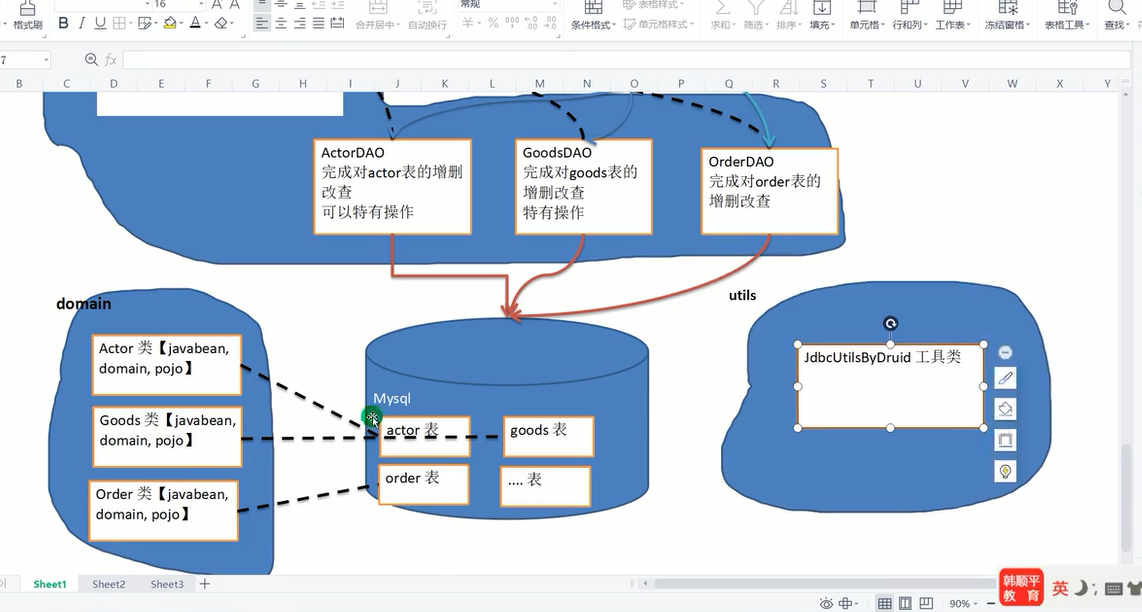 16
常规
格式刷
B I U
A
合并居中
自动换行
条件格式
表格样式
单元格样式
求和
筛选
排序
填充
单元格
行和列
工作表
冻结窗格
表格工具
查找
7
fx
B C D E F G H I J K L M N O P Q R S T U V W X Y
ActorDAO
完成对actor表的增删
改查
可以特有操作
GoodsDAO
完成对goods表的
增删改查
特有操作
OrderDAO
完成对order表的
增删改查
domain
Actor 类【javabean,
domain, pojo】
Goods 类【javabean,
domain, pojo】
Order 类【javabean,
domain, pojo】
Mysql
actor 表
goods 表
order 表
.... 表
utils
JdbcUtilsByDruid 工具类
Sheet1 Sheet2 Sheet3 +
90%
韩顺平
教 育
英